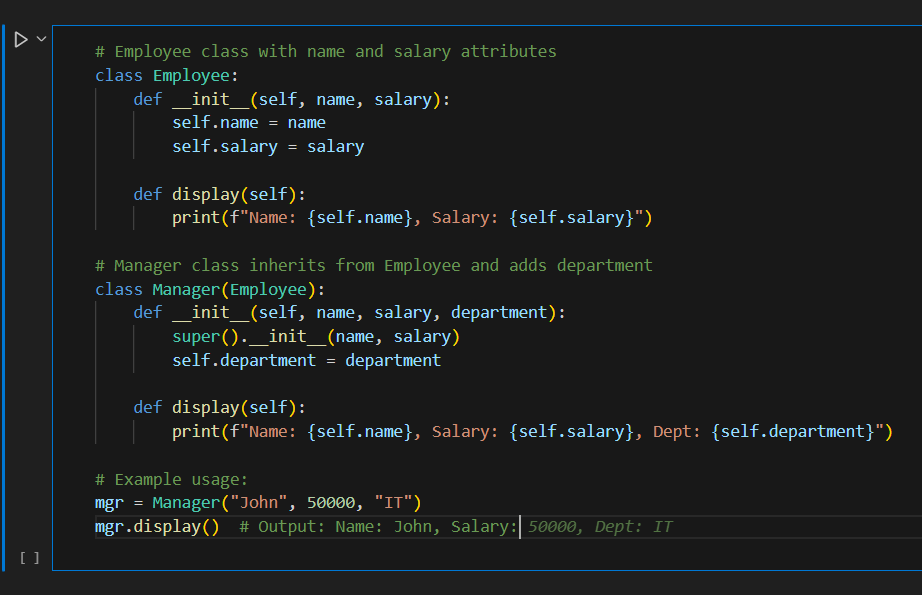 # Employee class with name and salary attributes
class Employee:
    def __init__(self, name, salary):
        self.name = name
        self.salary = salary

    def display(self):
        print(f"Name: {self.name}, Salary: {self.salary}")

# Manager class inherits from Employee and adds department
class Manager(Employee):
    def __init__(self, name, salary, department):
        super().__init__(name, salary)
        self.department = department

    def display(self):
        print(f"Name: {self.name}, Salary: {self.salary}, Dept: {self.department}")

# Example usage:
mgr = Manager("John", 50000, "IT")
mgr.display()  # Output: Name: John, Salary: 50000, Dept: IT
[ ]